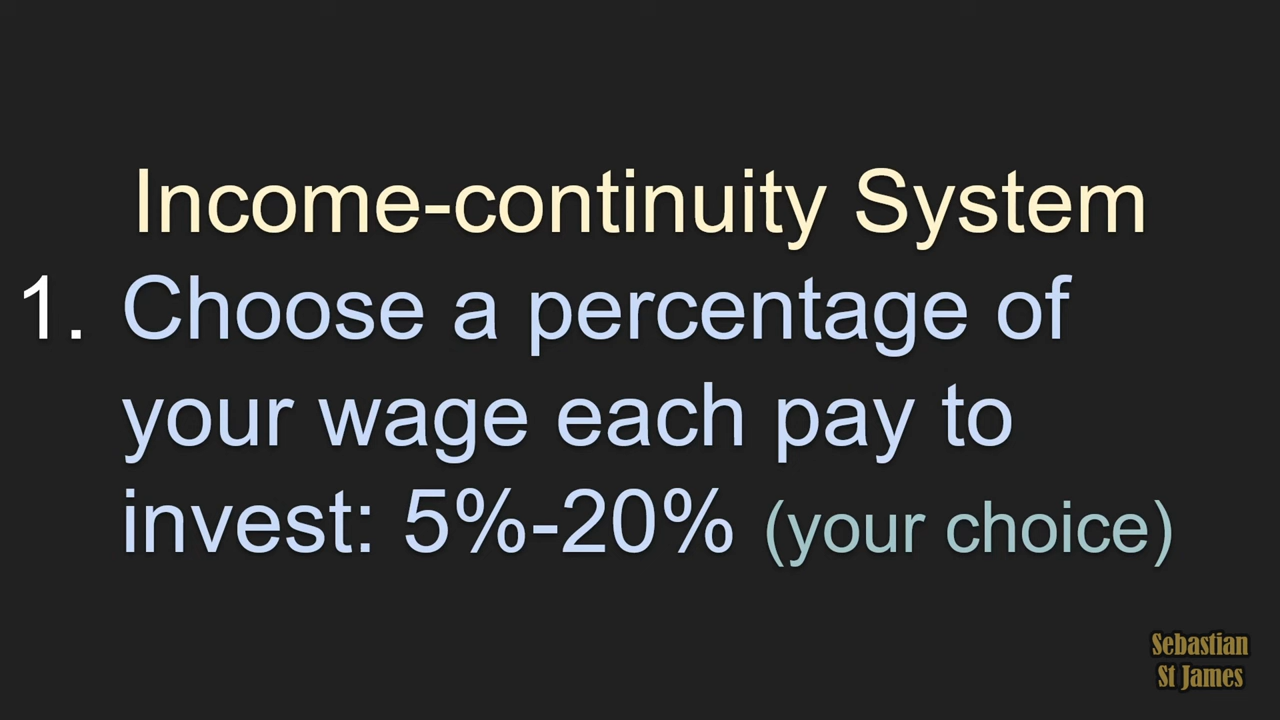 Income-continuity System
1. Choose a percentage of
your wage each pay to
invest: 5%-20% (your choice)
Sebastian
St James